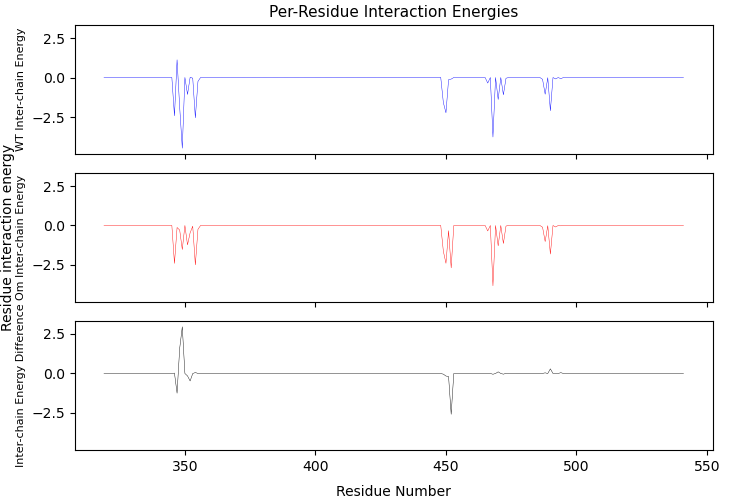 Per-Residue Interaction Energies
WT Inter-chain Energy
2.5
0.0
−2.5
Residue interaction energy
Om Inter-chain Energy
2.5
0.0
−2.5
Inter-chain Energy Difference
2.5
0.0
−2.5
350
400
450
500
550
Residue Number